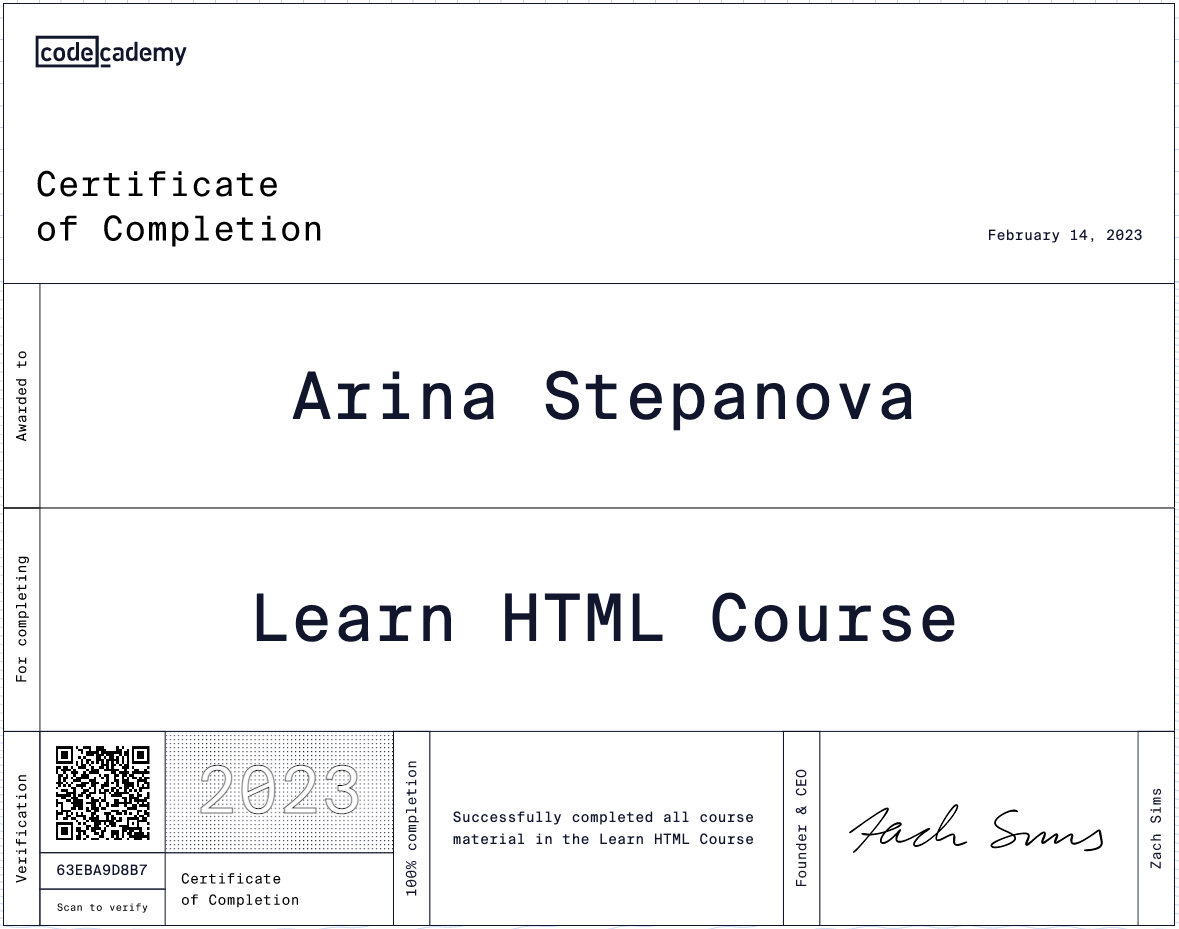 codecademy
Certificate
of Completion
February 14, 2023
Awarded to
Arina Stepanova
For completing
Learn HTML Course
Verification
63EBA9D8B7
Scan to verify
2023
Certificate
of Completion
100% completion
Successfully completed all course
material in the Learn HTML Course
Founder & CEO
Zach Sims
Zach Sims